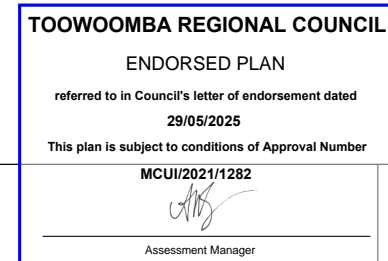 TOOWOOMBA REGIONAL COUNCIL
ENDORSED PLAN
referred to in Council's letter of endorsement dated
29/05/2025
This plan is subject to conditions of Approval Number
MCUI/2021/1282
Assessment Manager